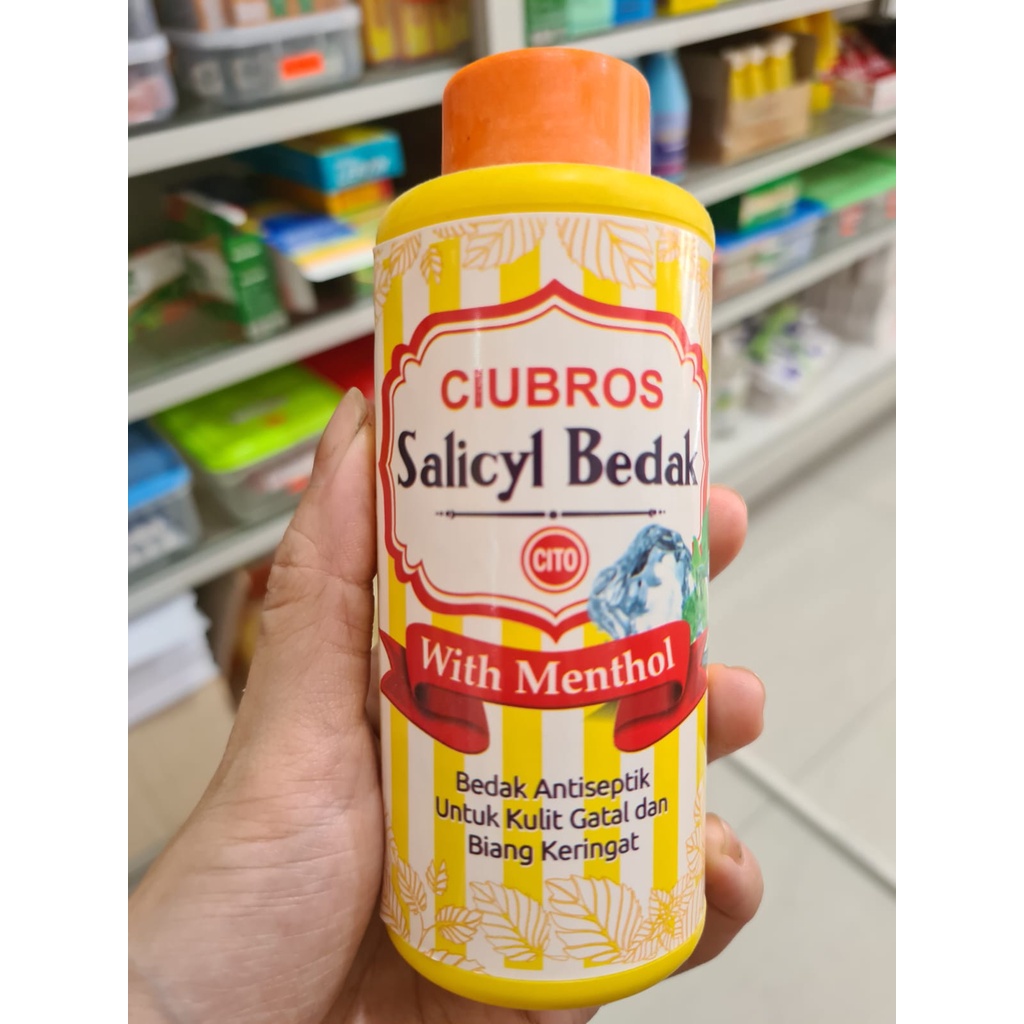 CIUBROS
Salicyl Bedak
CITO
With Menthol
Bedak Antiseptik
Untuk Kulit Gatal dan
Biang Keringat